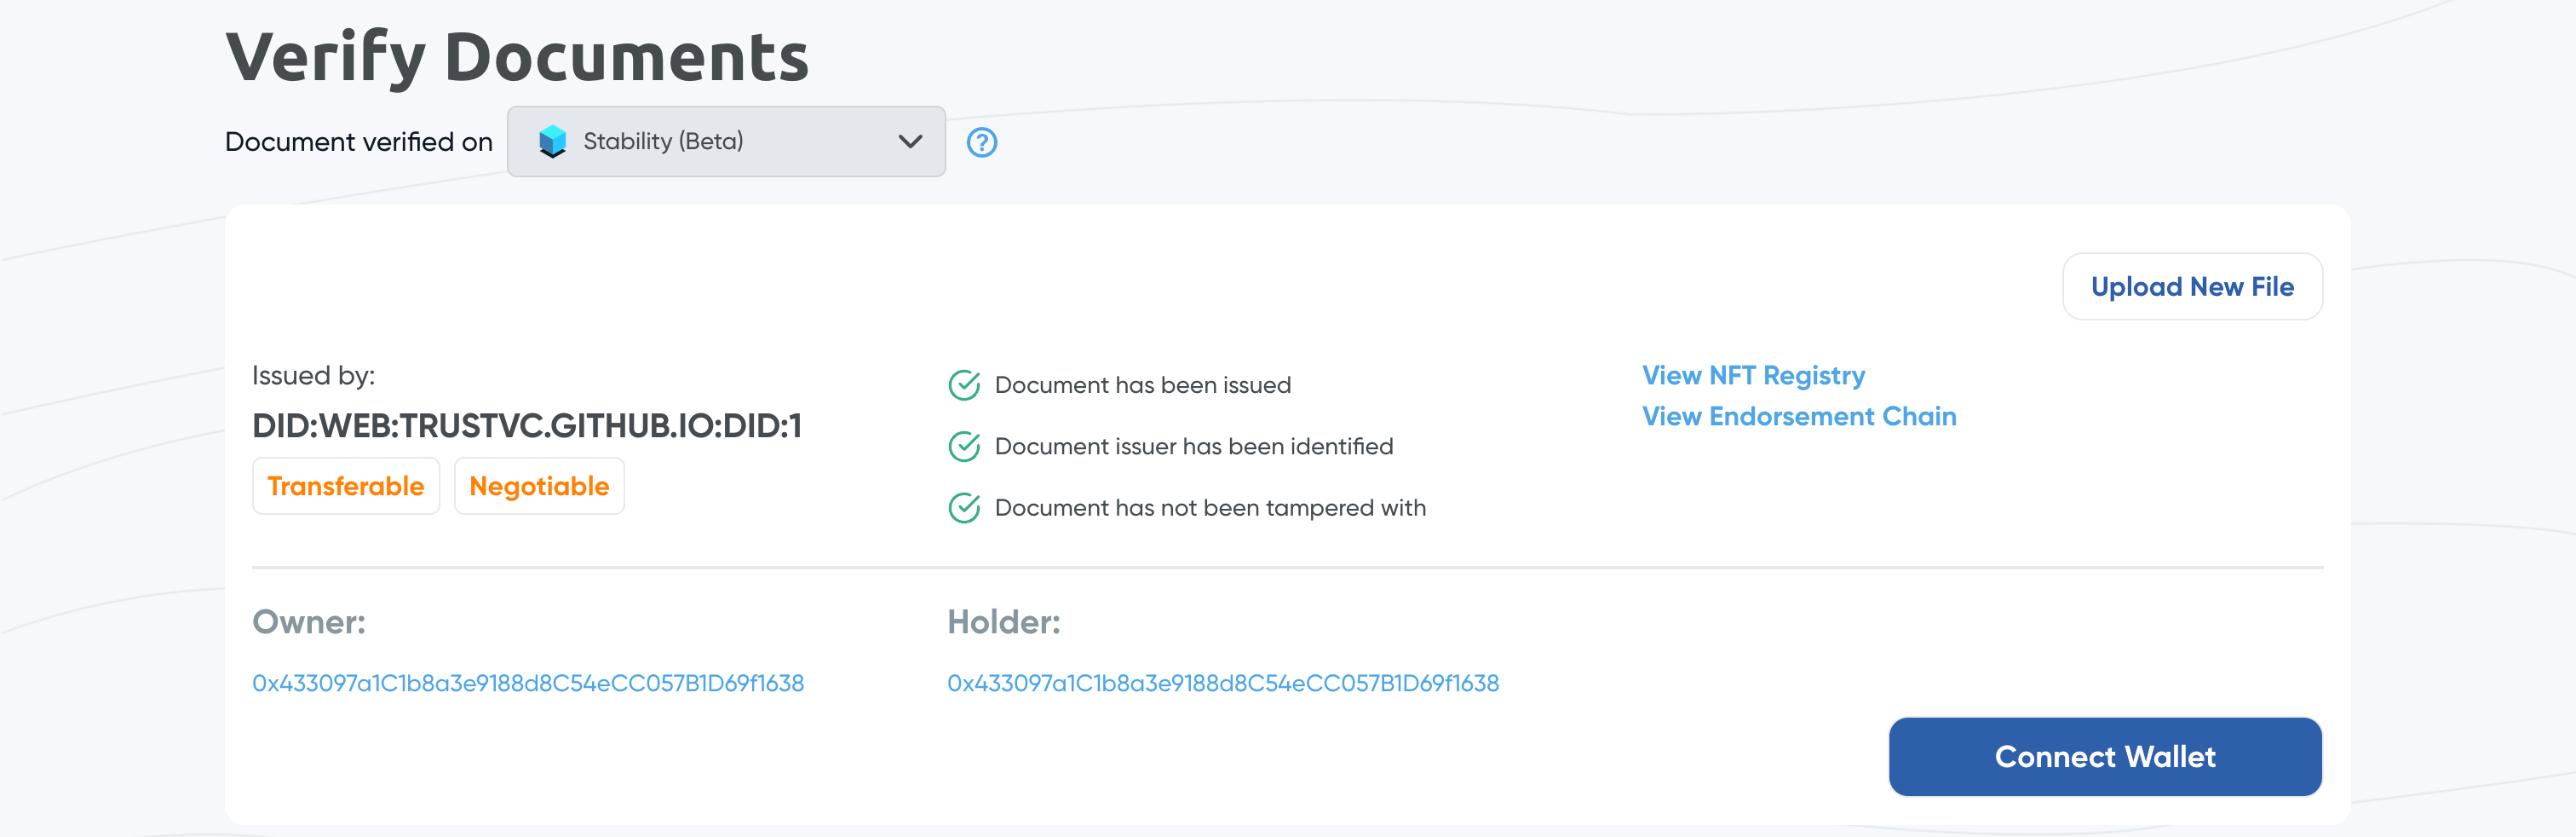 Verify Documents
Document verified on
Stability (Beta)
Upload New File
Issued by:
DID:WEB:TRUSTVC.GITHUB.IO:DID:1
Transferable
Negotiable
Document has been issued
Document issuer has been identified
Document has not been tampered with
View NFT Registry
View Endorsement Chain
Owner:
0x433097a1C1b8a3e9188d8C54eCC057B1D69f1638
Holder:
0x433097a1C1b8a3e9188d8C54eCC057B1D69f1638
Connect Wallet